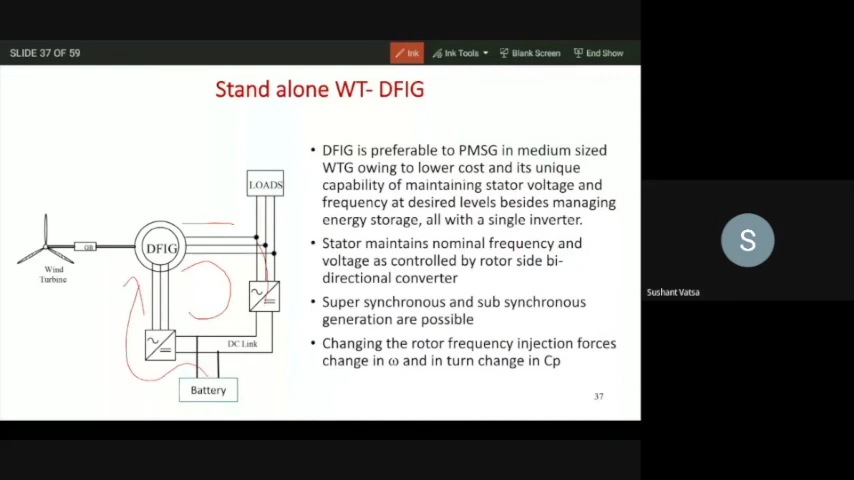 SLIDE 37 OF 59
Ink
Ink Tools
Blank Screen
End Show
Stand alone WT- DFIG
LOADS
DFIG
GB
Wind
Turbine
DC Link
Battery
• DFIG is preferable to PMSG in medium sized
WTG owing to lower cost and its unique
capability of maintaining stator voltage and
frequency at desired levels besides managing
energy storage, all with a single inverter.
• Stator maintains nominal frequency and
voltage as controlled by rotor side bi-
directional converter
• Super synchronous and sub synchronous
generation are possible
• Changing the rotor frequency injection forces
change in ω and in turn change in Cp
37
S
Sushant Vatsa